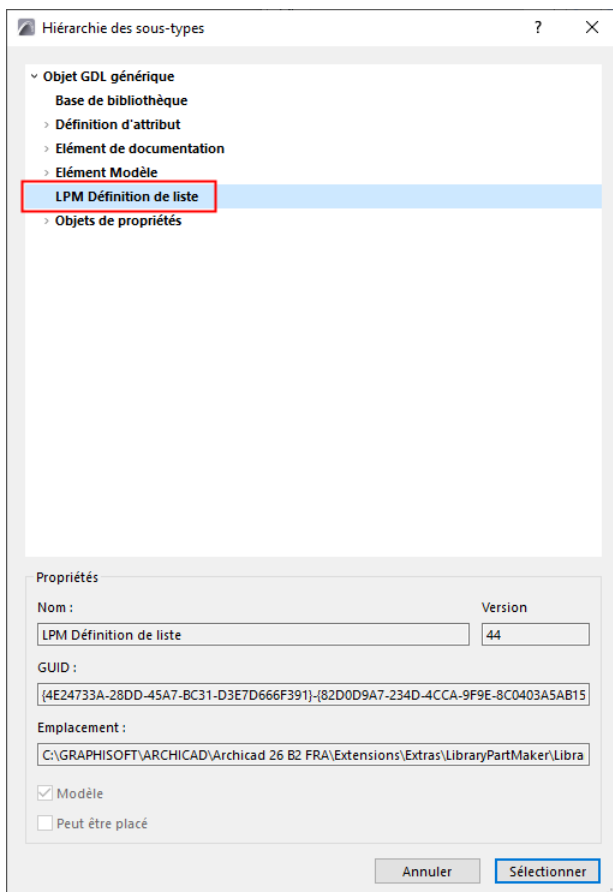 Hiérarchie des sous-types
?
Objet GDL générique
Base de bibliothèque
Définition d'attribut
Elément de documentation
Elément Modèle
LPM Définition de liste
Objets de propriétés
Propriétés
Nom :
Version
LPM Définition de liste
44
GUID :
{4E24733A-28DD-45A7-BC31-D3E7D666F391}-{82D0D9A7-234D-4CCA-9F9E-8C0403A5AB15
Emplacement :
C:\GRAPHISOFT\ARCHICAD\Archicad 26 B2 FRA\Extensions\Extras\LibraryPartMaker\Libra
Modèle
Peut être placé
Annuler
Sélectionner